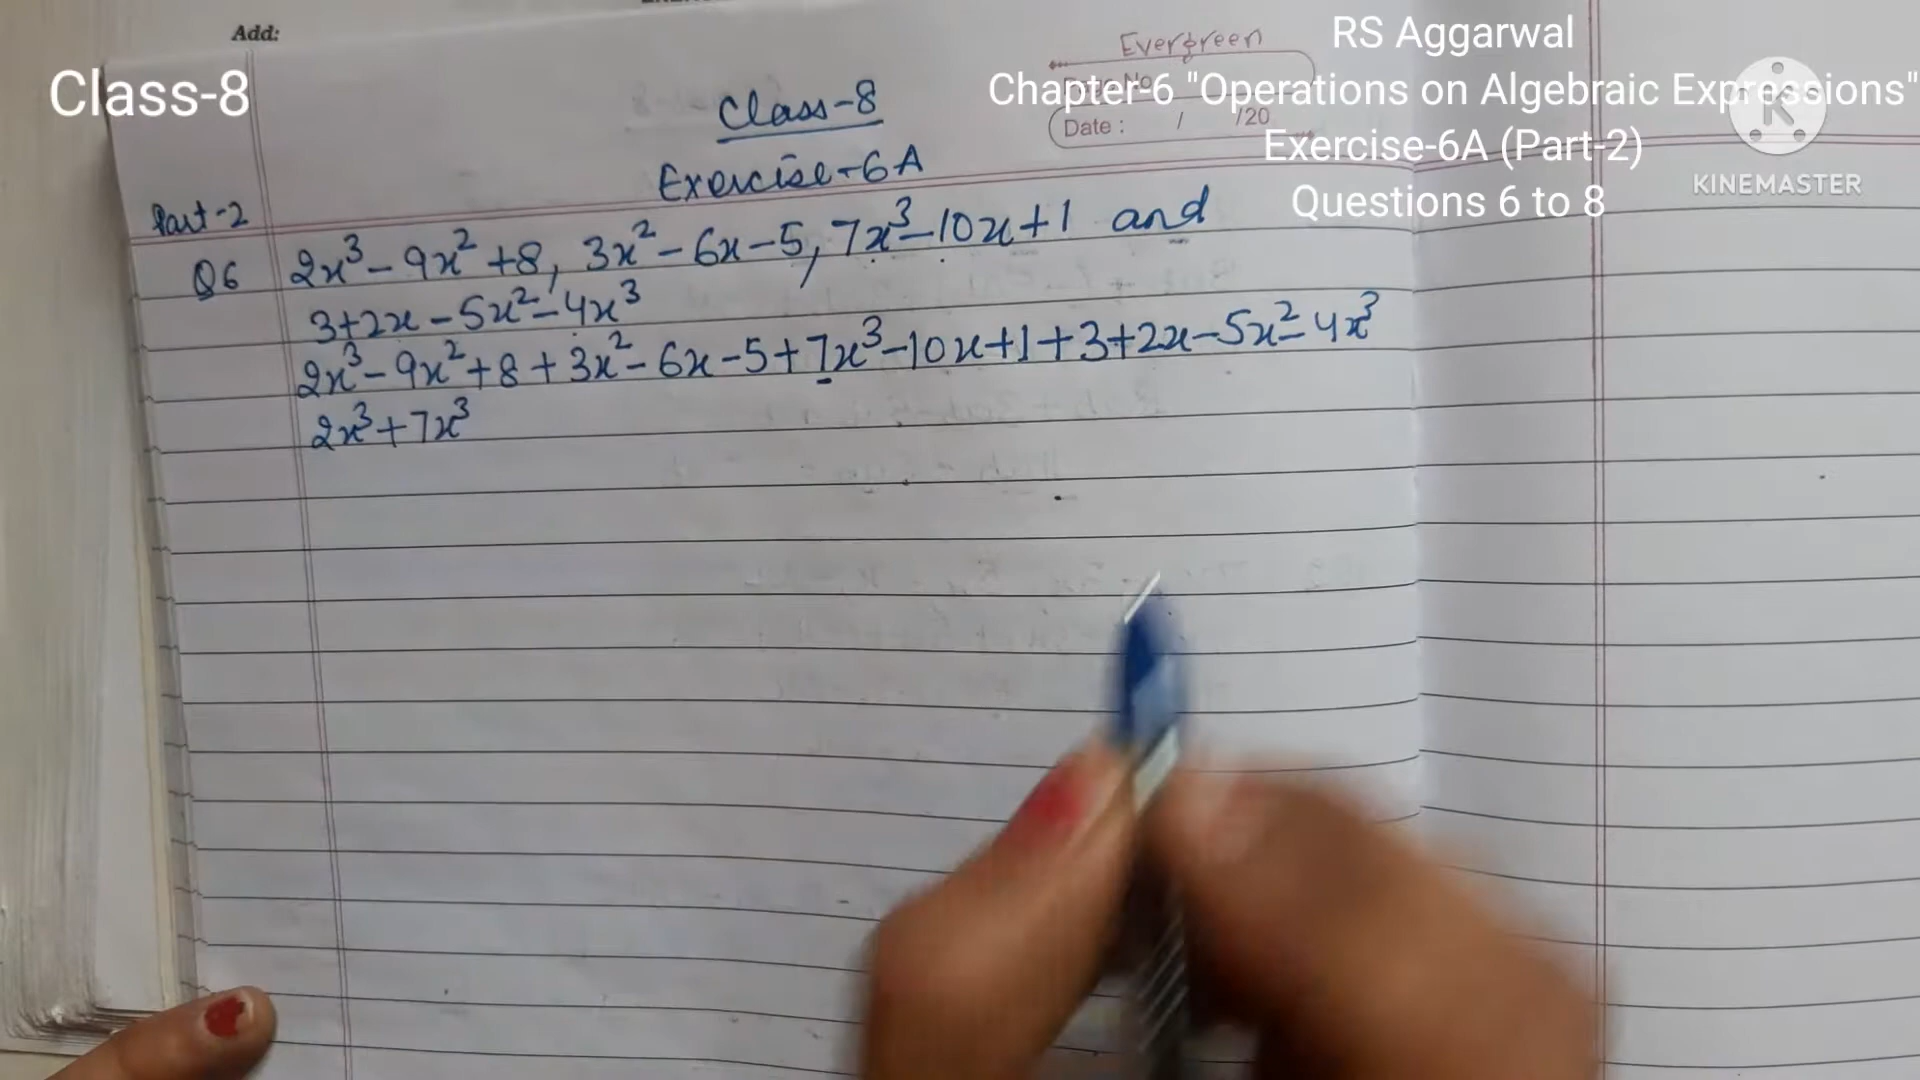 Add:
Class-8
RS Aggarwal
Chapter-6 "Operations on Algebraic Expressions"
Exercise-6A (Part-2)
Questions 6 to 8
KINEMASTER
Evergreen
Page No.
Date : / /20
Class-8
Exercise-6A
Part-2
Q6 2x³-9x²+8, 3x²-6x-5, 7x³-10x+1 and
3+2x-5x²-4x³
2x³-9x²+8+3x²-6x-5+7x³-10x+1+3+2x-5x²-4x³
2x³+7x³